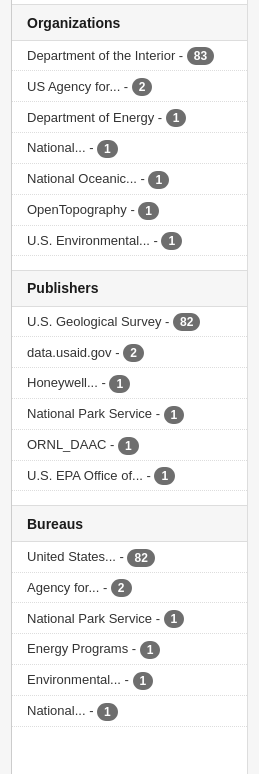 Organizations
Department of the Interior - 83
US Agency for... - 2
Department of Energy - 1
National... - 1
National Oceanic... - 1
OpenTopography - 1
U.S. Environmental... - 1
Publishers
U.S. Geological Survey - 82
data.usaid.gov - 2
Honeywell... - 1
National Park Service - 1
ORNL_DAAC - 1
U.S. EPA Office of... - 1
Bureaus
United States... - 82
Agency for... - 2
National Park Service - 1
Energy Programs - 1
Environmental... - 1
National... - 1